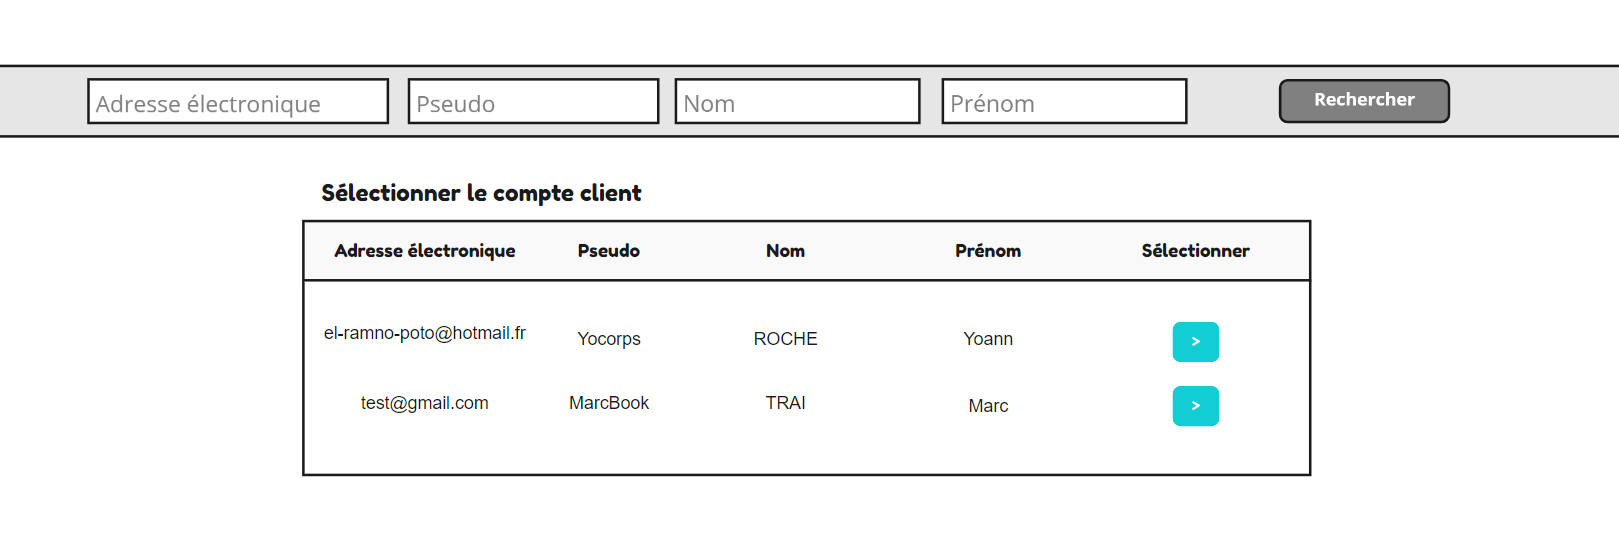 Adresse électronique Pseudo Nom Prénom Rechercher
Sélectionner le compte client
Adresse électronique Pseudo Nom Prénom Sélectionner
el-ramno-poto@hotmail.fr Yocorps ROCHE Yoann >
test@gmail.com MarcBook TRAI Marc >